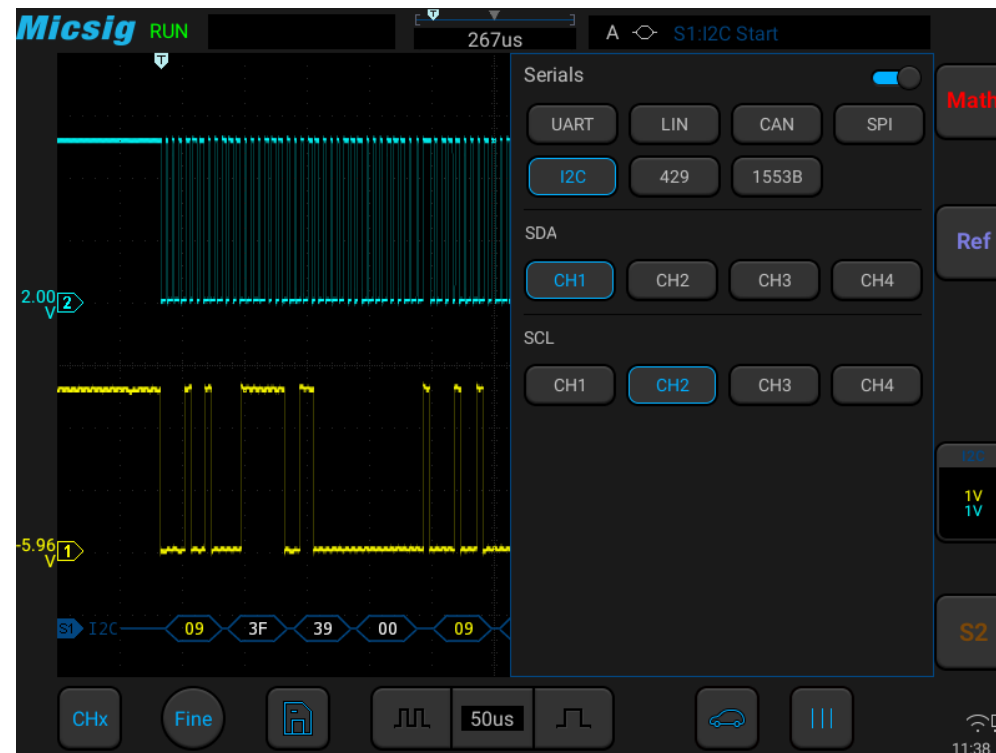 Micsig RUN T 267us A S1:I2C Start
T
Serials
Math
UART LIN CAN SPI
I2C 429 1553B
SDA
Ref
CH1 CH2 CH3 CH4
2.00 2
V
SCL
CH1 CH2 CH3 CH4
I2C
1V
1V
-5.96 1
V
S1 I2C 09 3F 39 00 09
S2
CHx Fine 50us
11:38